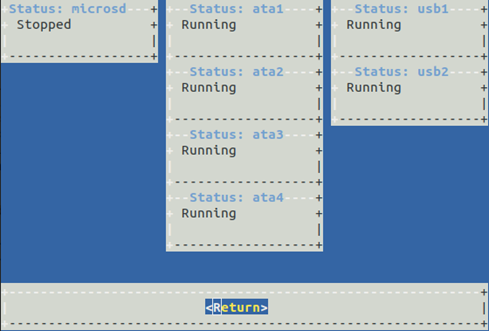 Status: microsd
Stopped
Status: ata1
Running
Status: ata2
Running
Status: ata3
Running
Status: ata4
Running
Status: usb1
Running
Status: usb2
Running
<Return>